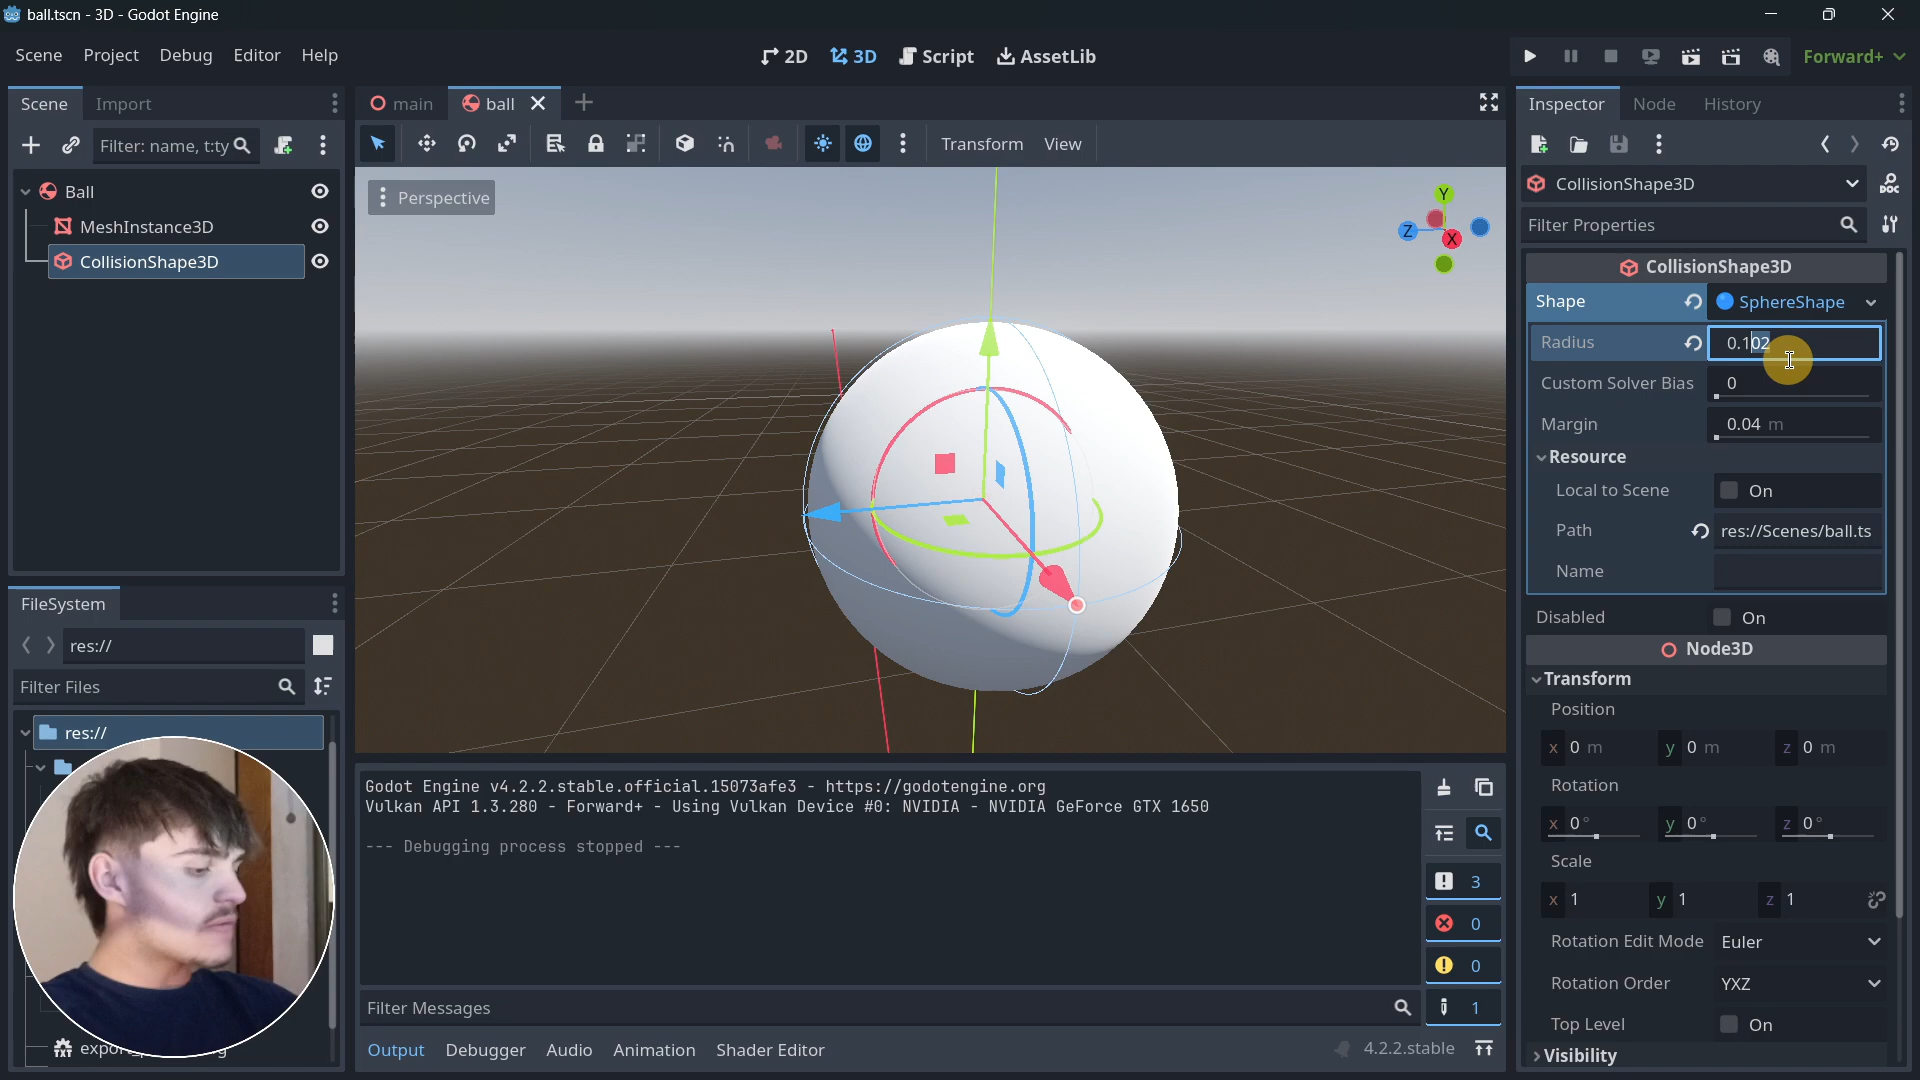 ball.tscn - 3D - Godot Engine
Scene Project Debug Editor Help
2D 3D Script AssetLib
Forward+
Scene Import
Filter: name, t:ty
Ball
MeshInstance3D
CollisionShape3D
main ball
Transform View
Perspective
Y
Z
X
Inspector Node History
CollisionShape3D
Filter Properties
CollisionShape3D
Shape SphereShape
Radius 0.102
Custom Solver Bias 0
Margin 0.04 m
Resource
Local to Scene On
Path res://Scenes/ball.ts
Name
Disabled On
Node3D
Transform
Position
x 0 m y 0 m z 0 m
Rotation
x 0° y 0° z 0°
Scale
x 1 y 1 z 1
Rotation Edit Mode Euler
Rotation Order YXZ
Top Level On
Visibility
FileSystem
res://
Filter Files
res://
Godot Engine v4.2.2.stable.official.15073afe3 - https://godotengine.org
Vulkan API 1.3.280 - Forward+ - Using Vulkan Device #0: NVIDIA - NVIDIA GeForce GTX 1650
--- Debugging process stopped ---
3
0
0
1
Filter Messages
Output Debugger Audio Animation Shader Editor
4.2.2.stable